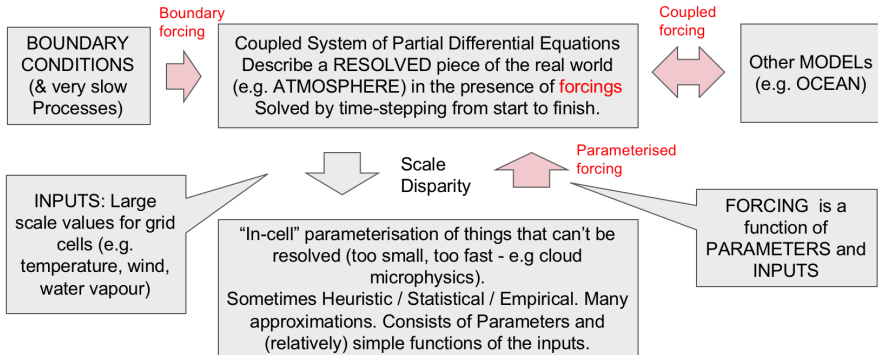 Boundary
forcing
Coupled
forcing
BOUNDARY
CONDITIONS
(& very slow
Processes)
Coupled System of Partial Differential Equations
Describe a RESOLVED piece of the real world
(e.g. ATMOSPHERE) in the presence of forcings
Solved by time-stepping from start to finish.
Other MODELs
(e.g. OCEAN)
Scale
Disparity
Parameterised
forcing
INPUTS: Large
scale values for grid
cells (e.g.
temperature, wind,
water vapour)
FORCING is a
function of
PARAMETERS and
INPUTS
“In-cell” parameterisation of things that can’t be
resolved (too small, too fast - e.g cloud
microphysics).
Sometimes Heuristic / Statistical / Empirical. Many
approximations. Consists of Parameters and
(relatively) simple functions of the inputs.